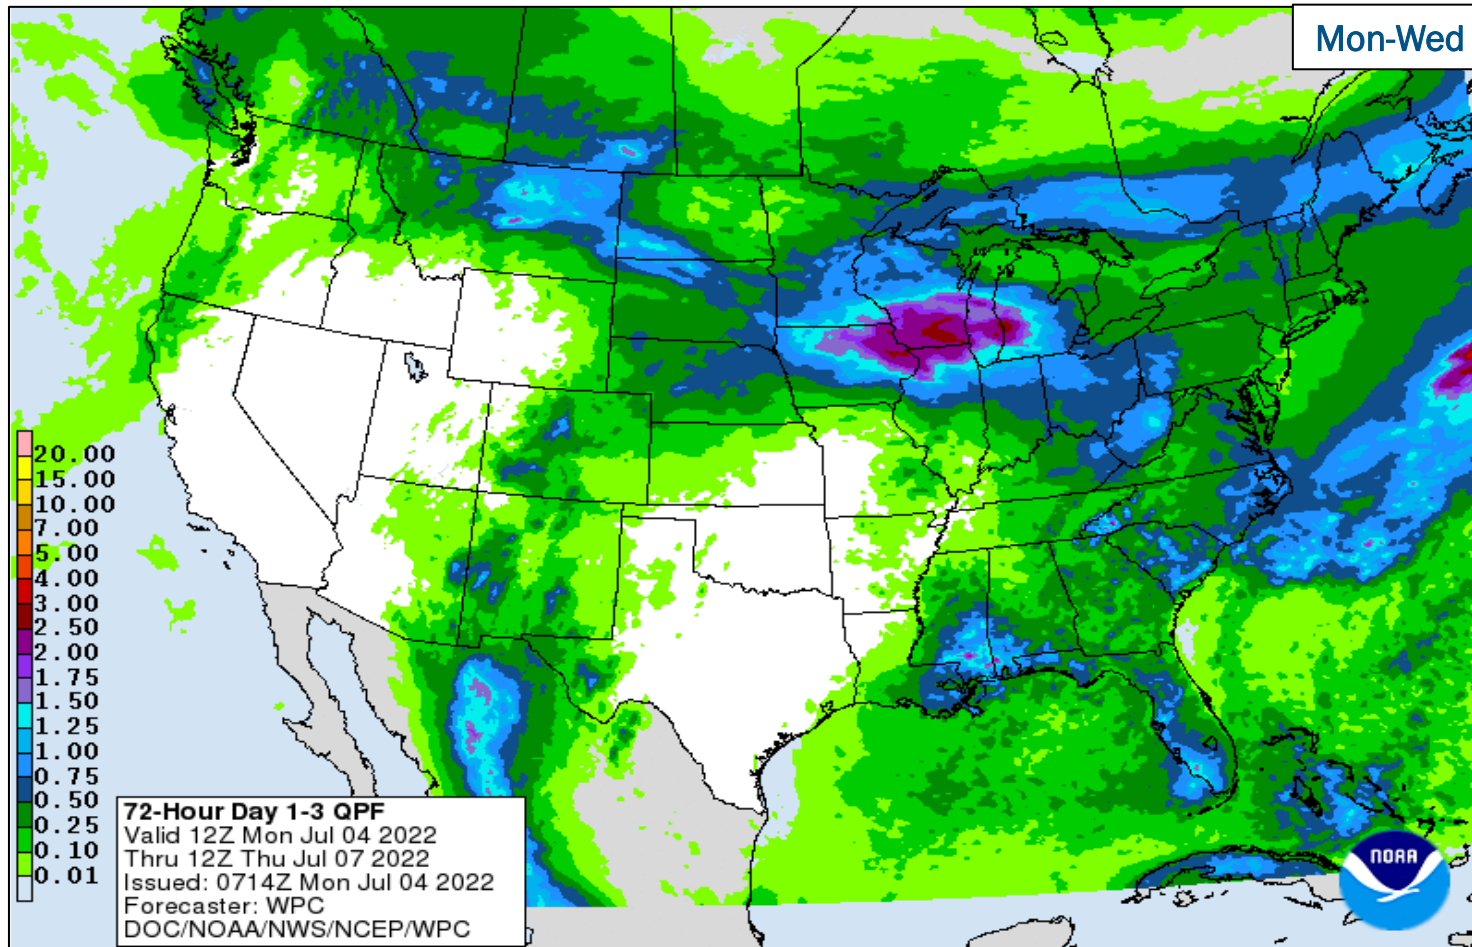 Mon-Wed
20.00
15.00
10.00
7.00
5.00
4.00
3.00
2.50
2.00
1.75
1.50
1.25
1.00
0.75
0.50
0.25
0.10
0.01
72-Hour Day 1-3 QPF
Valid 12Z Mon Jul 04 2022
Thru 12Z Thu Jul 07 2022
Issued: 0714Z Mon Jul 04 2022
Forecaster: WPC
DOC/NOAA/NWS/NCEP/WPC
NOAA